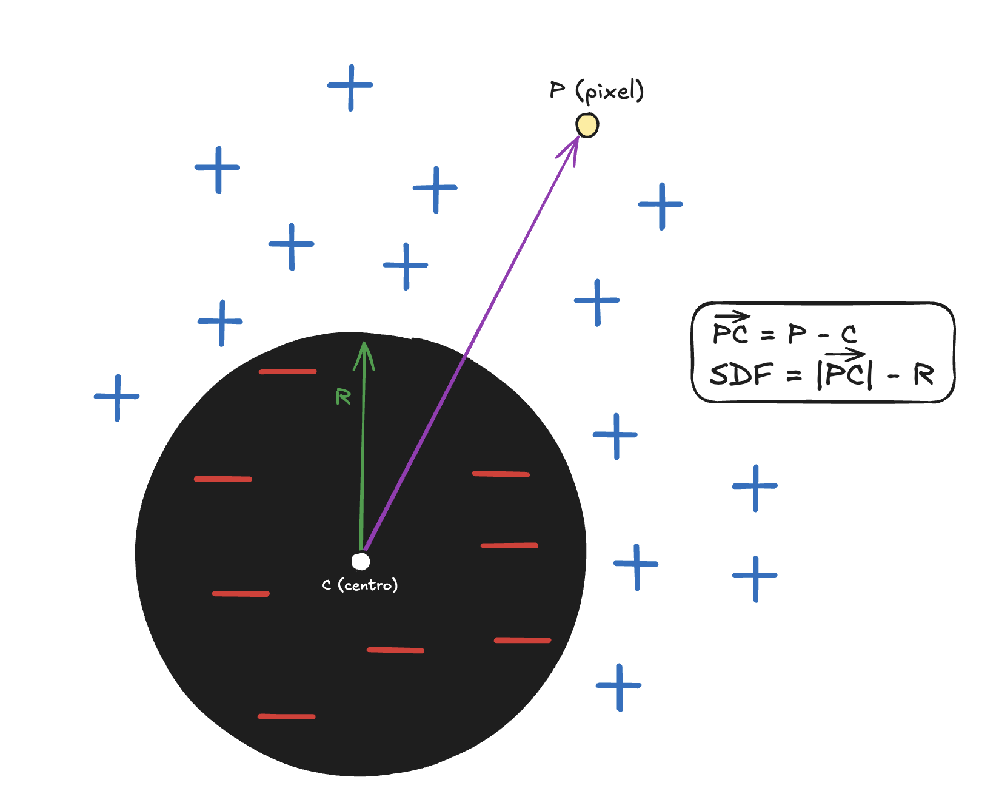 P (pixel)
PC = P - C
SDF = |PC| - R
R
C (centro)